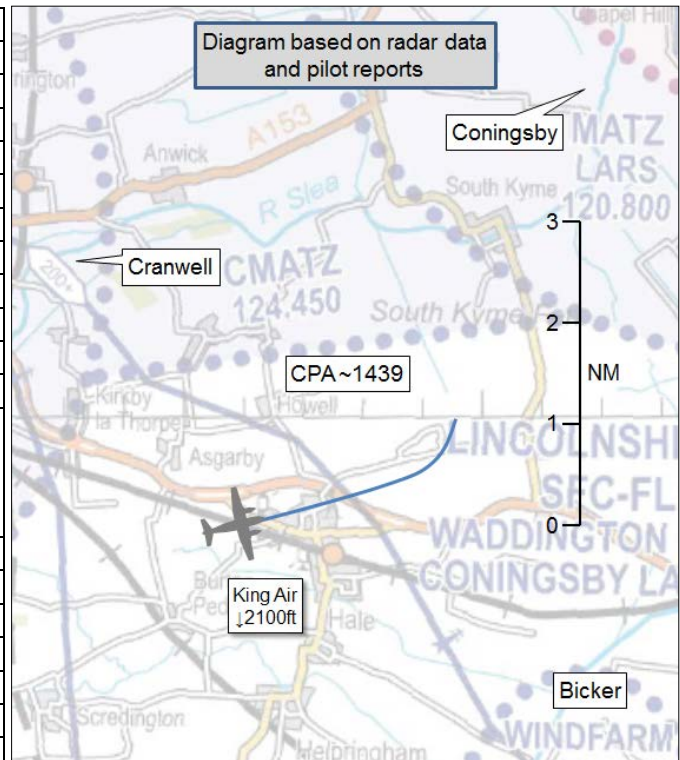 Diagram based on radar data
and pilot reports
Chapel Hill
Coningsby
MATZ
LARS
120.800
A153
Anwick
R Slea
South Kyme
3
Cranwell
CMATZ
124.450
South Kyme
2
CPA~1439
NM
Kirkby
la Thorpe
Howell
1
Asgarby
LINCOLNSHI
SFC-FL
0
WADDINGTON
CONINGSBY LA
King Air
↓2100ft
Hale
Bicker
Scredington
WINDFARM
Helpringham